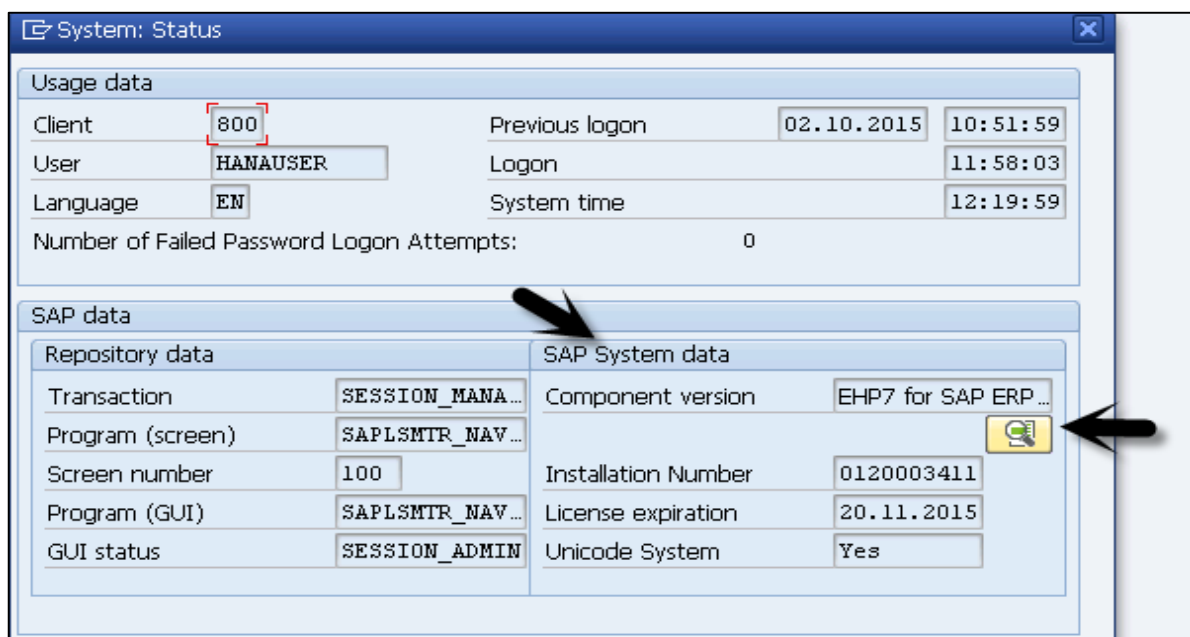 System: Status
Usage data
Client 800 Previous logon 02.10.2015 10:51:59
User HANAUSER Logon 11:58:03
Language EN System time 12:19:59
Number of Failed Password Logon Attempts: 0
SAP data
Repository data SAP System data
Transaction SESSION_MANA... Component version EHP7 for SAP ERP...
Program (screen) SAPLSMTR_NAV...
Screen number 100 Installation Number 0120003411
Program (GUI) SAPLSMTR_NAV... License expiration 20.11.2015
GUI status SESSION_ADMIN Unicode System Yes